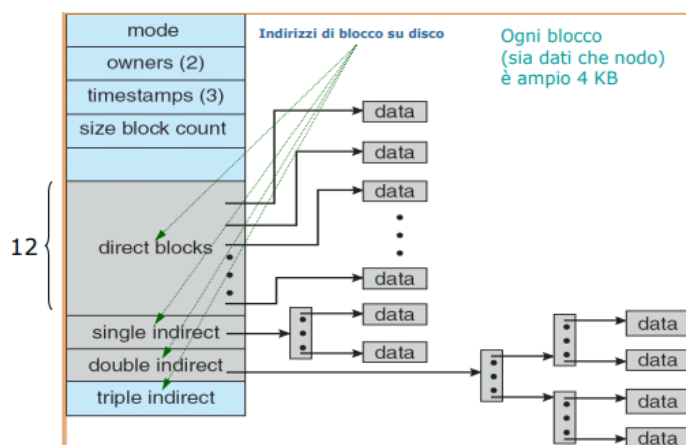 mode
owners (2)
timestamps (3)
size block count
12
direct blocks
single indirect
double indirect
triple indirect
Indirizzi di blocco su disco
Ogni blocco
(sia dati che nodo)
è ampio 4 KB
data
data
data
data
data
data
data
data
data
data